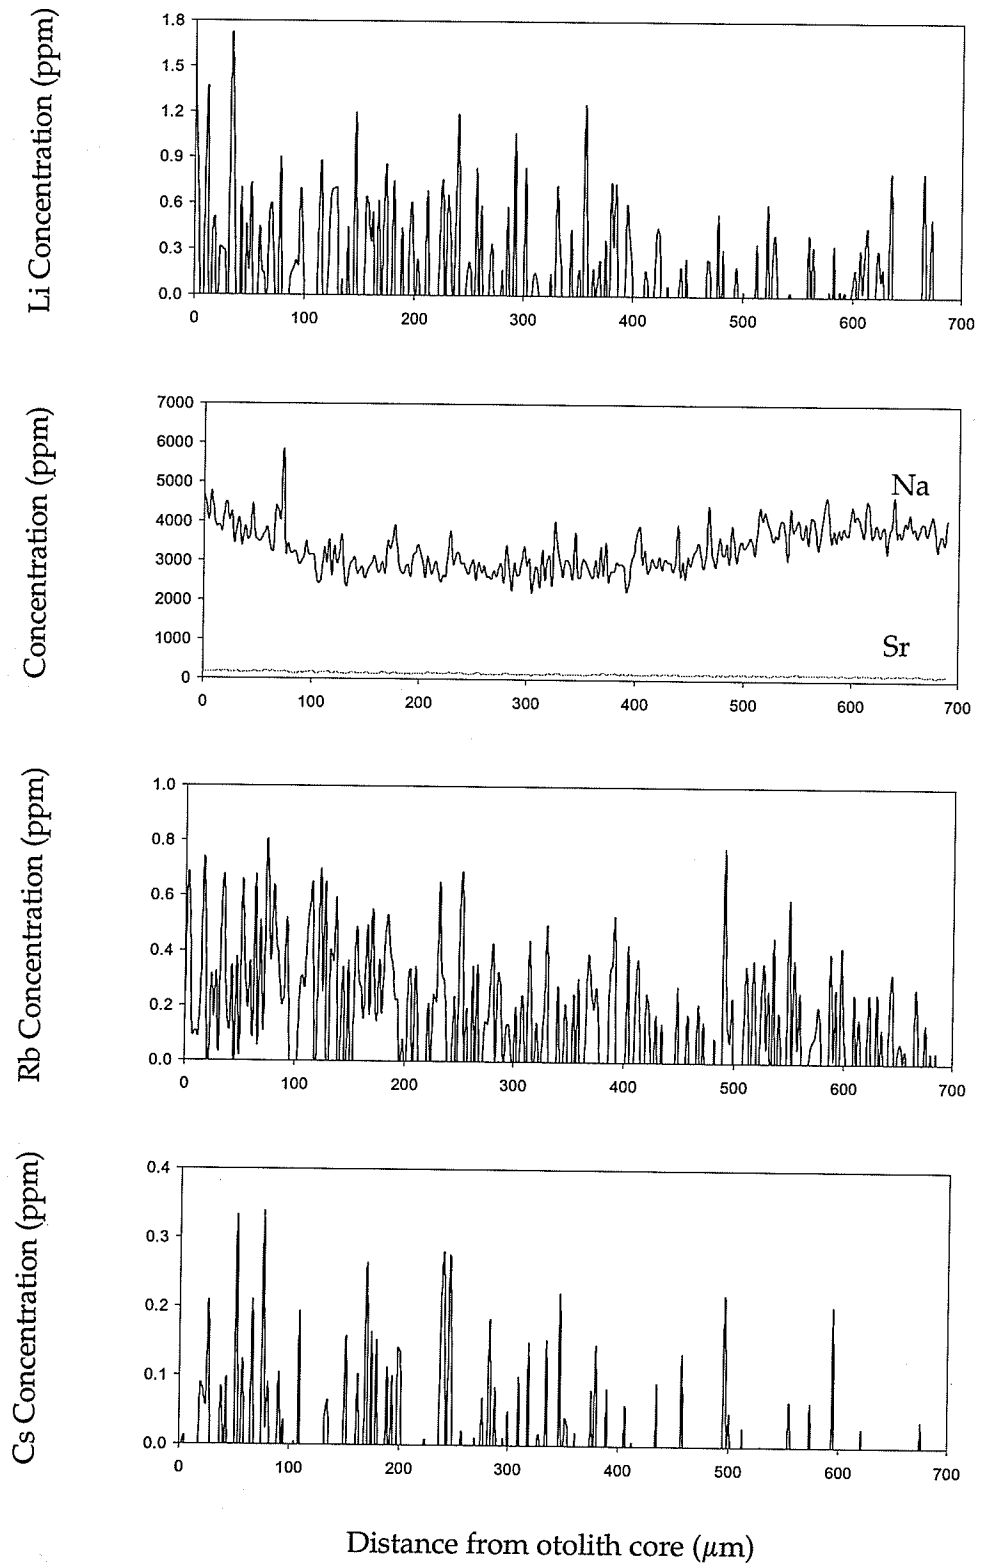 Li Concentration (ppm)
1.8
1.5
1.2
0.9
0.6
0.3
0.0
0 100 200 300 400 500 600 700
Concentration (ppm)
7000
6000
5000
4000
3000
2000
1000
0
Na
Sr
0 100 200 300 400 500 600 700
Rb Concentration (ppm)
1.0
0.8
0.6
0.4
0.2
0.0
0 100 200 300 400 500 600 700
Cs Concentration (ppm)
0.4
0.3
0.2
0.1
0.0
0 100 200 300 400 500 600 700
Distance from otolith core (μm)